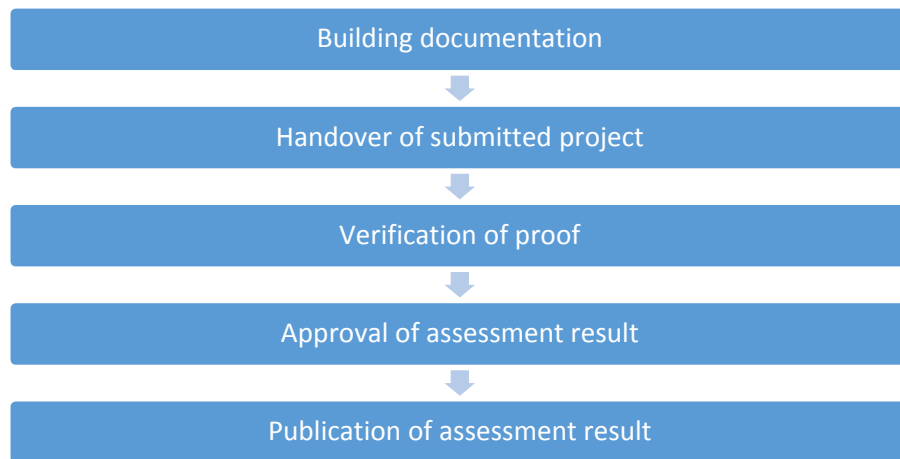 Building documentation
Handover of submitted project
Verification of proof
Approval of assessment result
Publication of assessment result